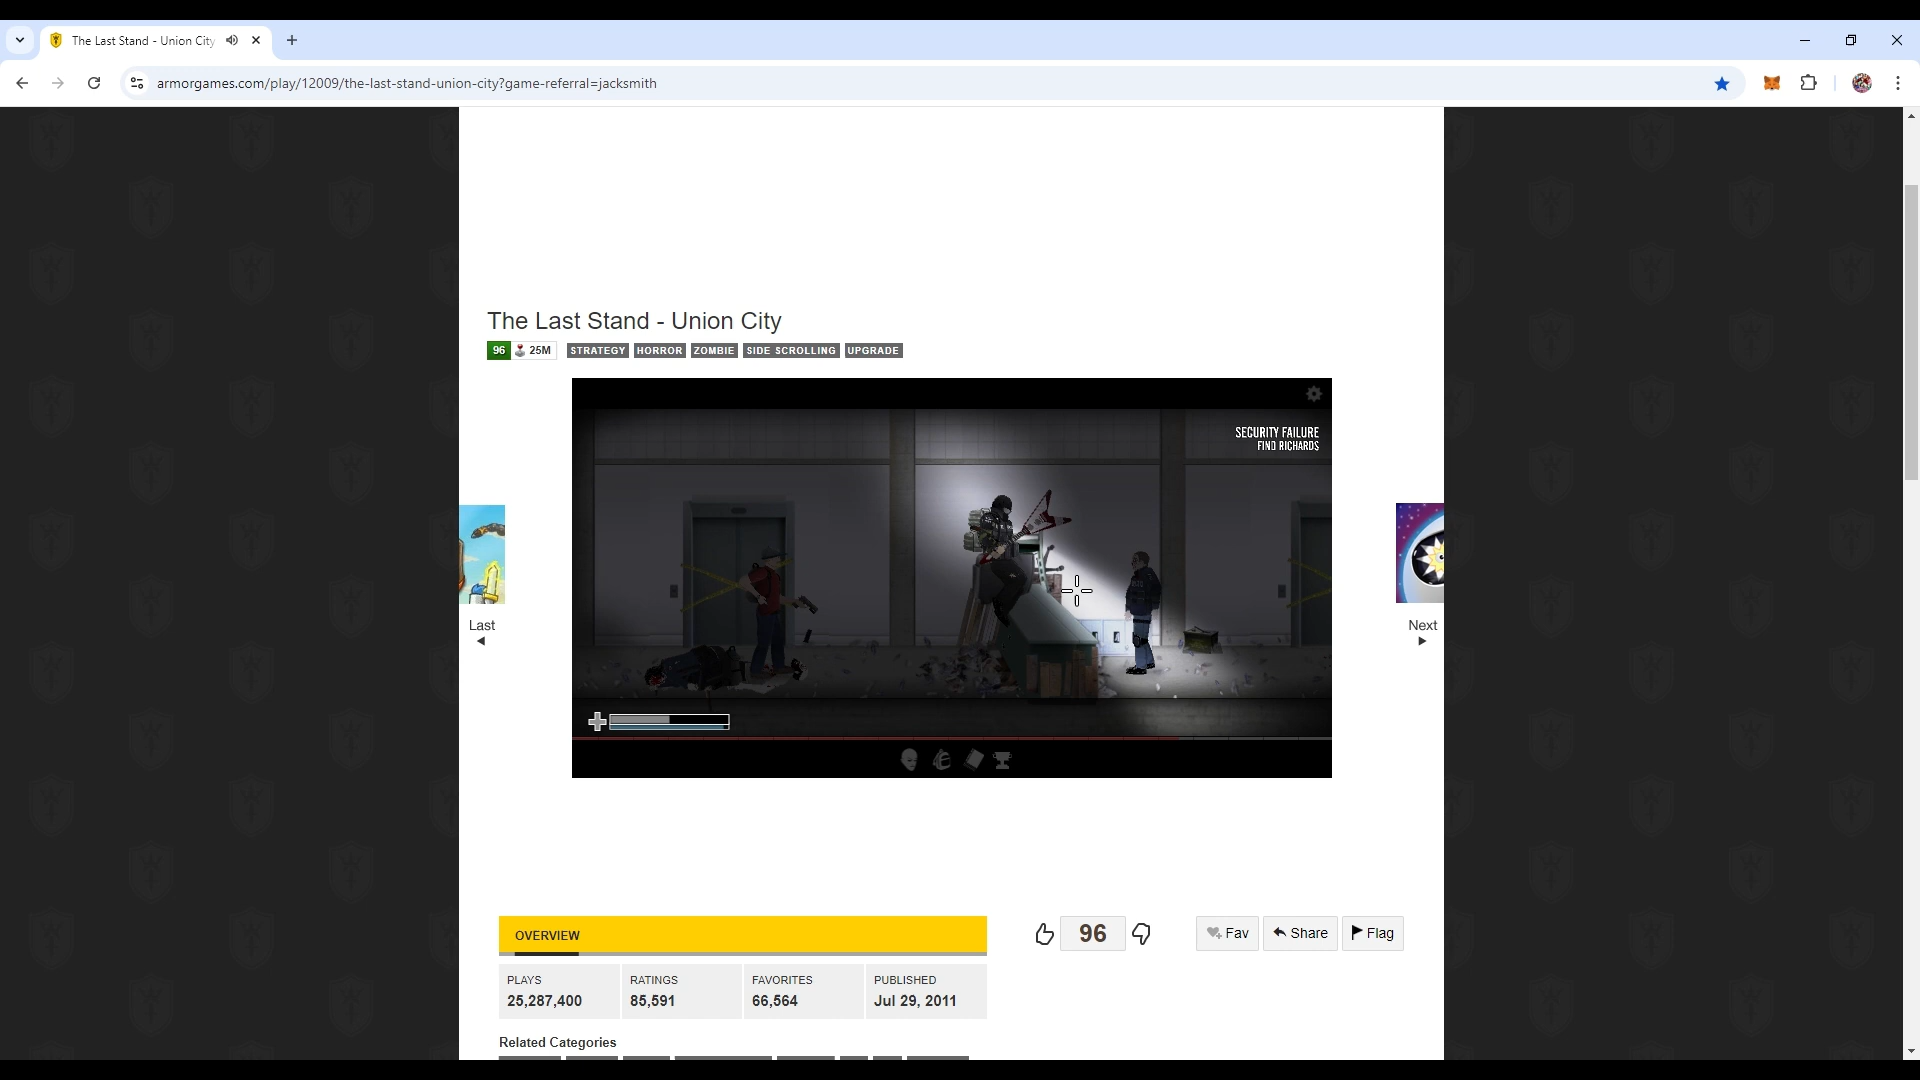 The Last Stand - Union City
armorgames.com/play/12009/the-last-stand-union-city?game-referral=jacksmith
The Last Stand - Union City
96 25M STRATEGY HORROR ZOMBIE SIDE SCROLLING UPGRADE
SECURITY FAILURE
FIND RICHARDS
Last
Next
OVERVIEW
96
Fav
Share
Flag
PLAYS
25,287,400
RATINGS
85,591
FAVORITES
66,564
PUBLISHED
Jul 29, 2011
Related Categories